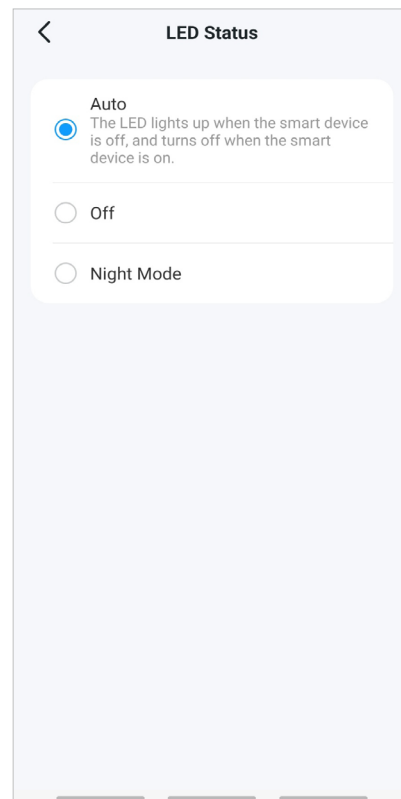 LED Status
Auto
The LED lights up when the smart device
is off, and turns off when the smart
device is on.
Off
Night Mode